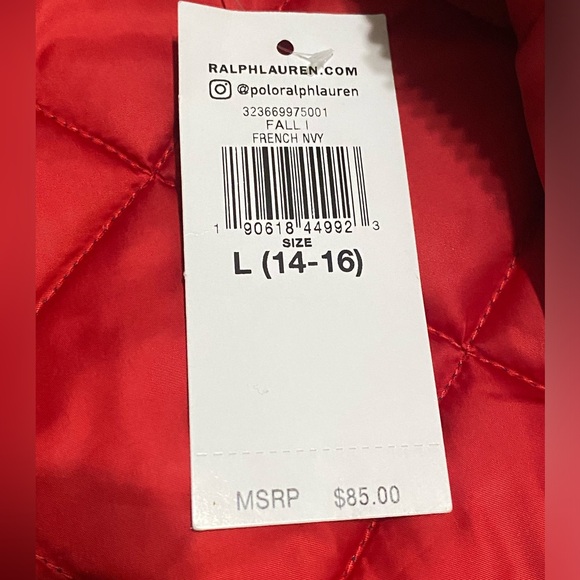 RALPHLAUREN.COM
@poloralphlauren
323669975001
FALL I
FRENCH NVY
1 90618 44992 3
SIZE
L (14-16)
MSRP $85.00